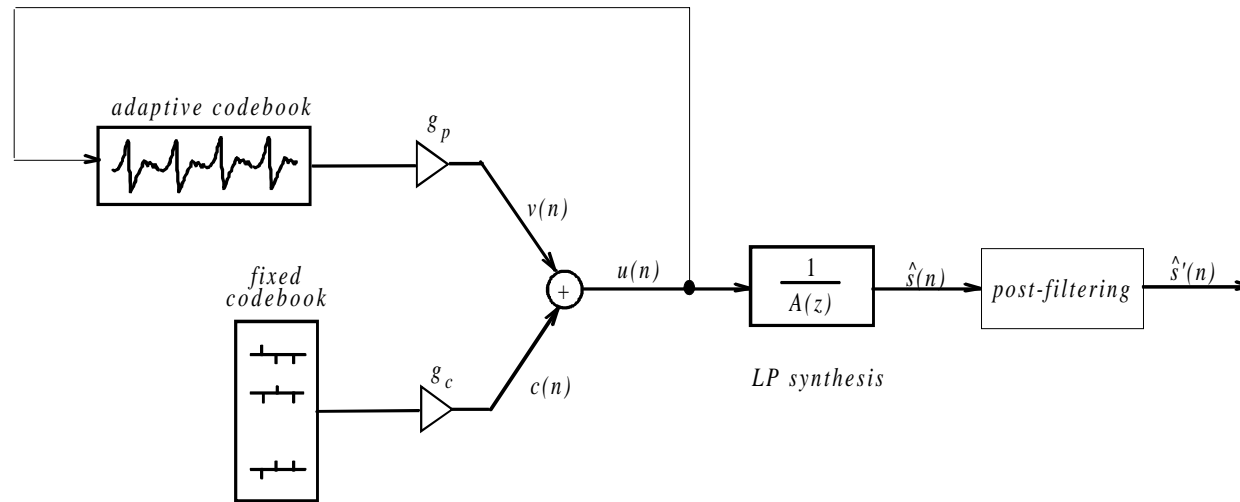 adaptive codebook
g_p
v(n)
fixed
codebook
g_c
c(n)
+
u(n)
1
A(z)
LP synthesis
ŝ(n)
post-filtering
ŝ'(n)